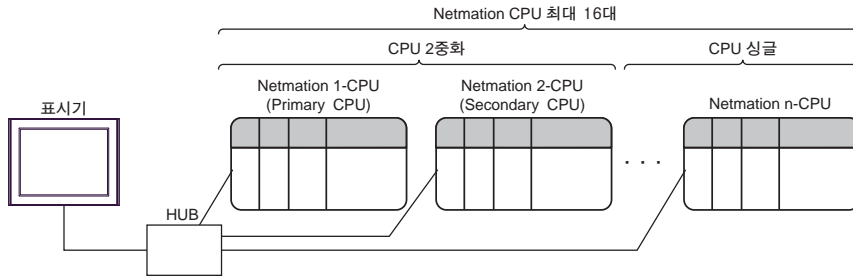 Netmation CPU 최대 16대
CPU 2중화
CPU 싱글
Netmation 1-CPU
(Primary CPU)
Netmation 2-CPU
(Secondary CPU)
Netmation n-CPU
표시기
. . .
HUB